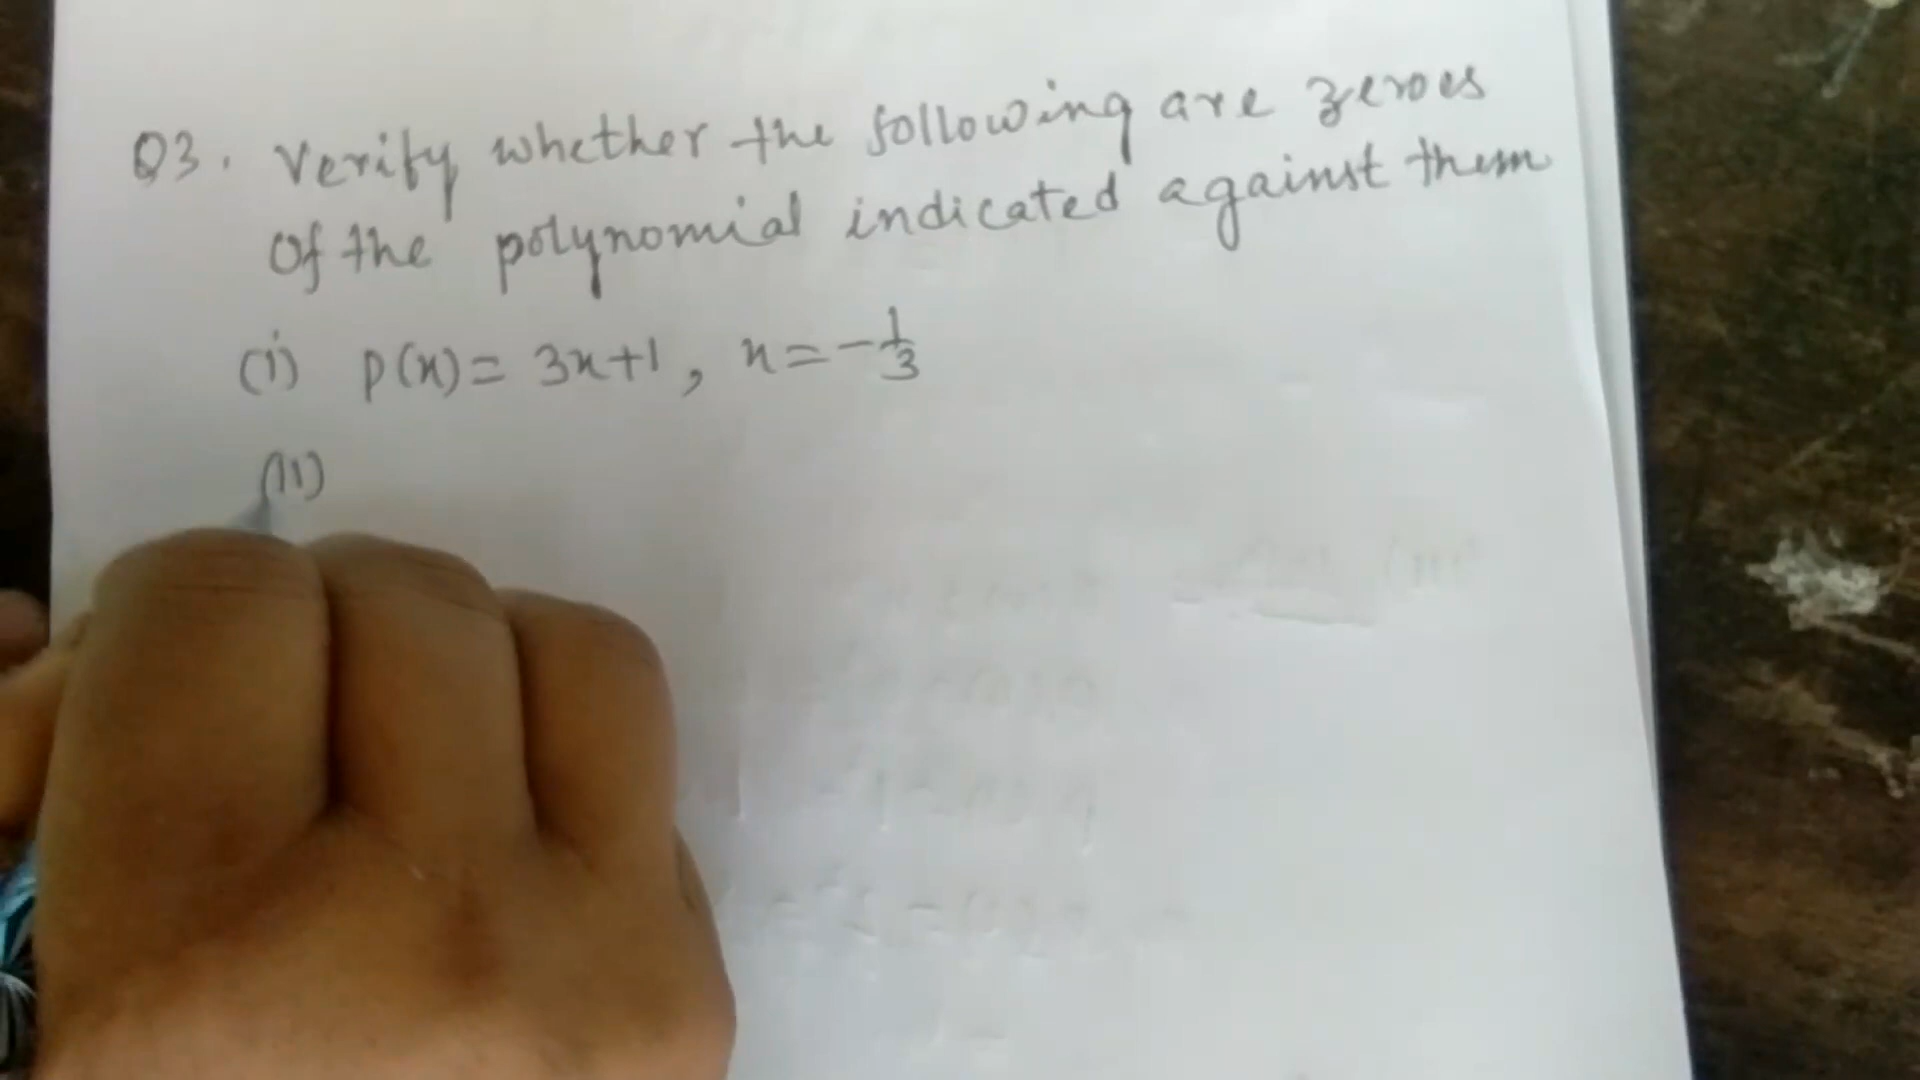 Q3. Verify whether the following are zeroes
Of the polynomial indicated against them
(i) p(x) = 3x+1, x = -1/3
(ii)